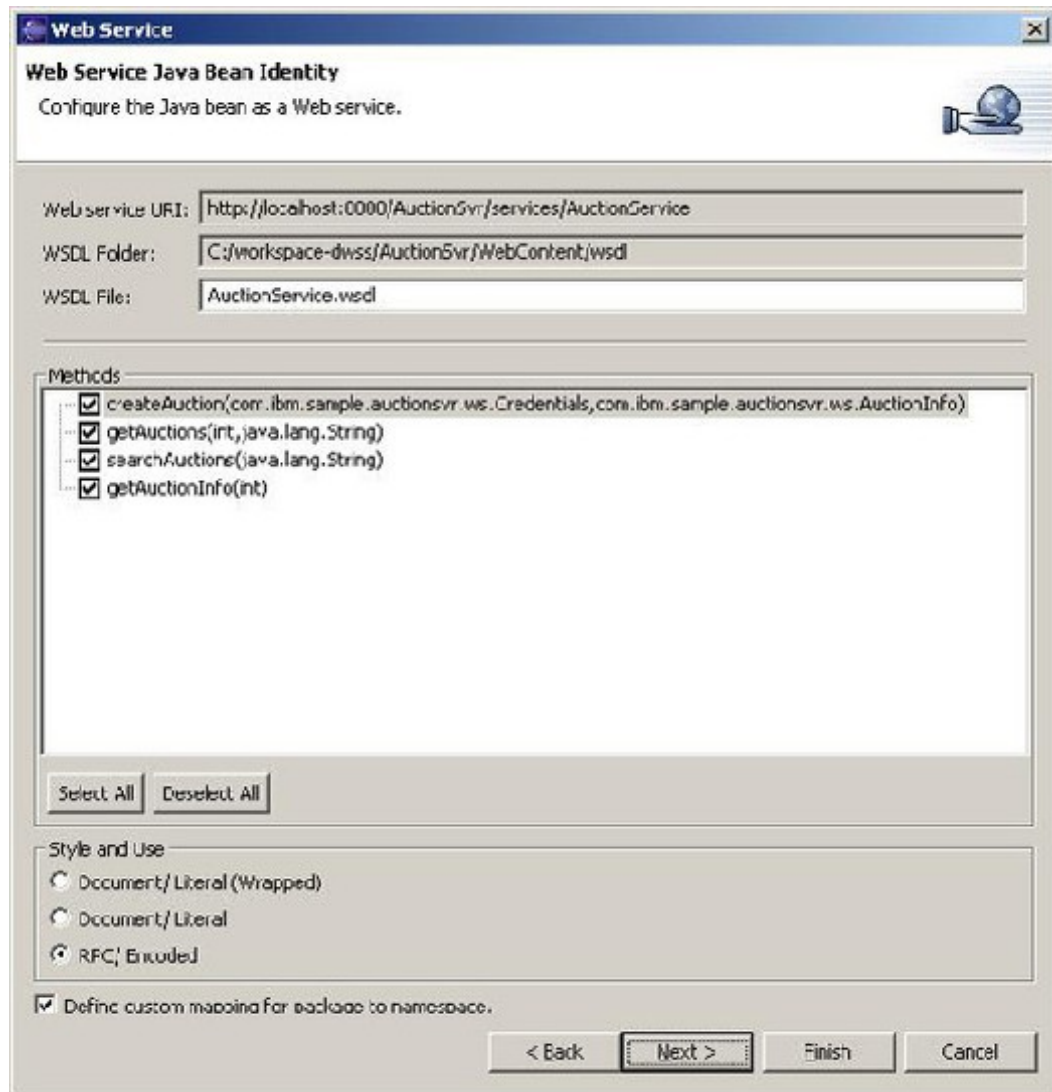 Web Service
Web Service Java Bean Identity
Configure the Java bean as a Web service.
Web service URI: http://localhost:0000/AuctionSvr/services/AuctionService
WSDL Folder: C:/workspace-dwss/AuctionSvr/WebContent/wsdl
WSDL File: AuctionService.wsdl
Methods
createAuction(com.ibm.sample.auctionsvr.ws.Credentials,com.ibm.sample.auctionsvr.ws.AuctionInfo)
getAuctions(int,java.lang.String)
searchAuctions(java.lang.String)
getAuctionInfo(int)
Select All Deselect All
Style and Use
Document/ Literal (Wrapped)
Document/ Literal
RPC/ Encoded
Define custom mapping for package to namespace.
< Back Next > Finish Cancel